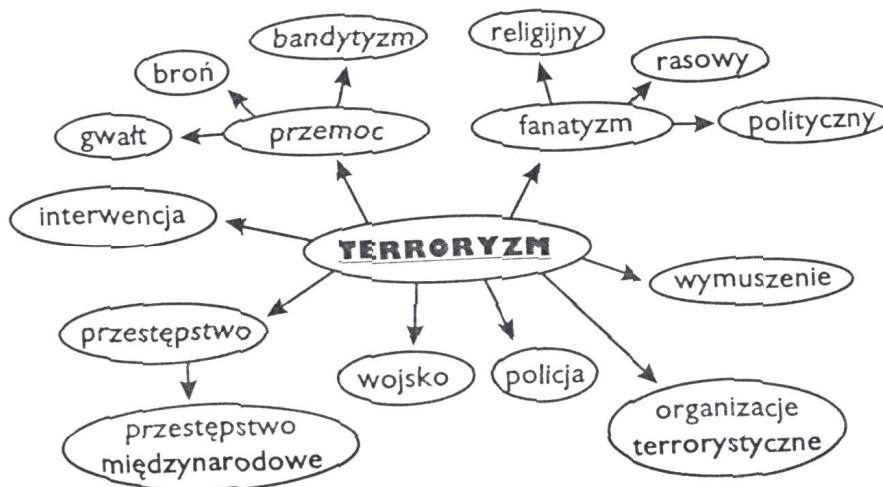 bandytyzm
religijny
broń
rasowy
gwałt
przemoc
fanatyzm
polityczny
interwencja
TERRORYZM
wymuszenie
przestępstwo
wojsko
policja
organizacje
terrorystyczne
przestępstwo
międzynarodowe